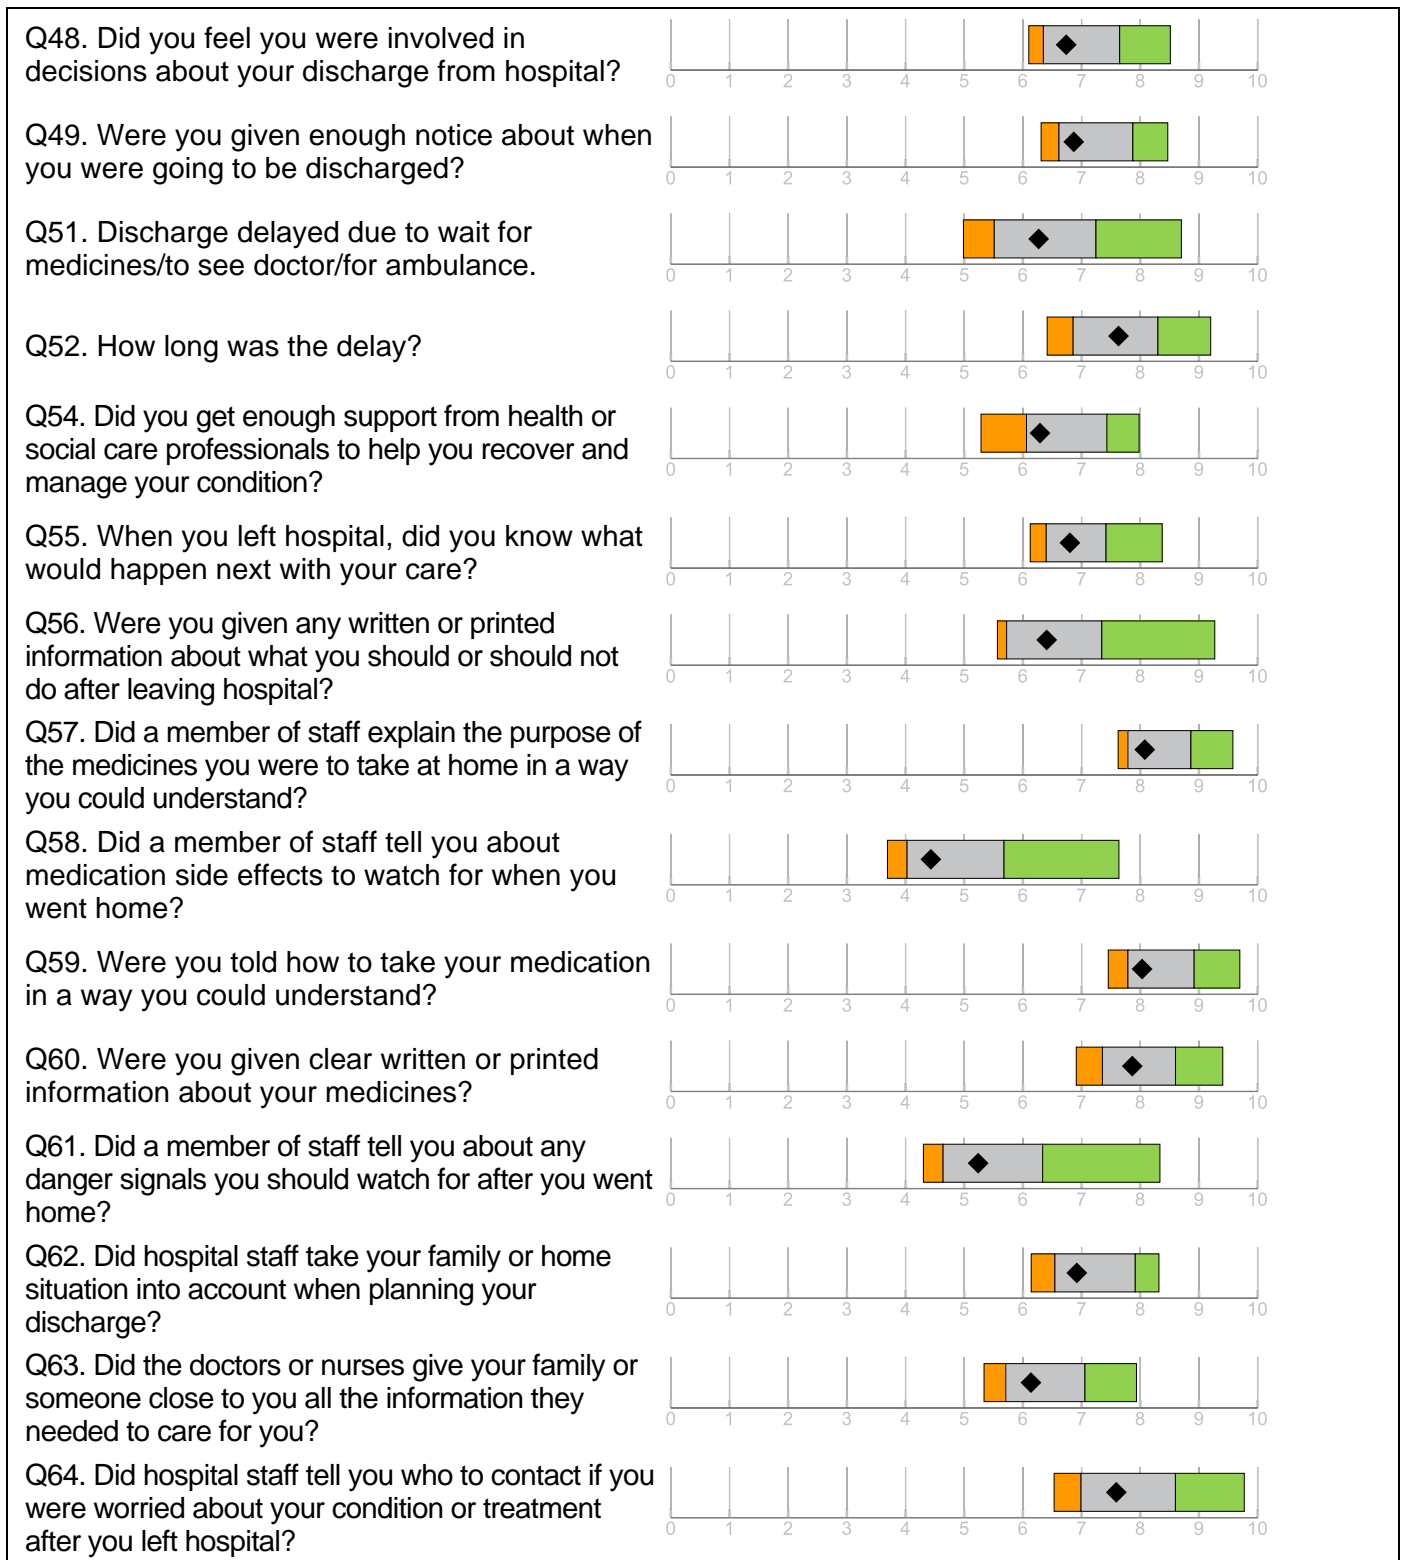 Q48. Did you feel you were involved in
decisions about your discharge from hospital?
0 1 2 3 4 5 6 7 8 9 10
Q49. Were you given enough notice about when
you were going to be discharged?
0 1 2 3 4 5 6 7 8 9 10
Q51. Discharge delayed due to wait for
medicines/to see doctor/for ambulance.
0 1 2 3 4 5 6 7 8 9 10
Q52. How long was the delay?
0 1 2 3 4 5 6 7 8 9 10
Q54. Did you get enough support from health or
social care professionals to help you recover and
manage your condition?
0 1 2 3 4 5 6 7 8 9 10
Q55. When you left hospital, did you know what
would happen next with your care?
0 1 2 3 4 5 6 7 8 9 10
Q56. Were you given any written or printed
information about what you should or should not
do after leaving hospital?
0 1 2 3 4 5 6 7 8 9 10
Q57. Did a member of staff explain the purpose of
the medicines you were to take at home in a way
you could understand?
0 1 2 3 4 5 6 7 8 9 10
Q58. Did a member of staff tell you about
medication side effects to watch for when you
went home?
0 1 2 3 4 5 6 7 8 9 10
Q59. Were you told how to take your medication
in a way you could understand?
0 1 2 3 4 5 6 7 8 9 10
Q60. Were you given clear written or printed
information about your medicines?
0 1 2 3 4 5 6 7 8 9 10
Q61. Did a member of staff tell you about any
danger signals you should watch for after you went
home?
0 1 2 3 4 5 6 7 8 9 10
Q62. Did hospital staff take your family or home
situation into account when planning your
discharge?
0 1 2 3 4 5 6 7 8 9 10
Q63. Did the doctors or nurses give your family or
someone close to you all the information they
needed to care for you?
0 1 2 3 4 5 6 7 8 9 10
Q64. Did hospital staff tell you who to contact if you
were worried about your condition or treatment
after you left hospital?
0 1 2 3 4 5 6 7 8 9 10